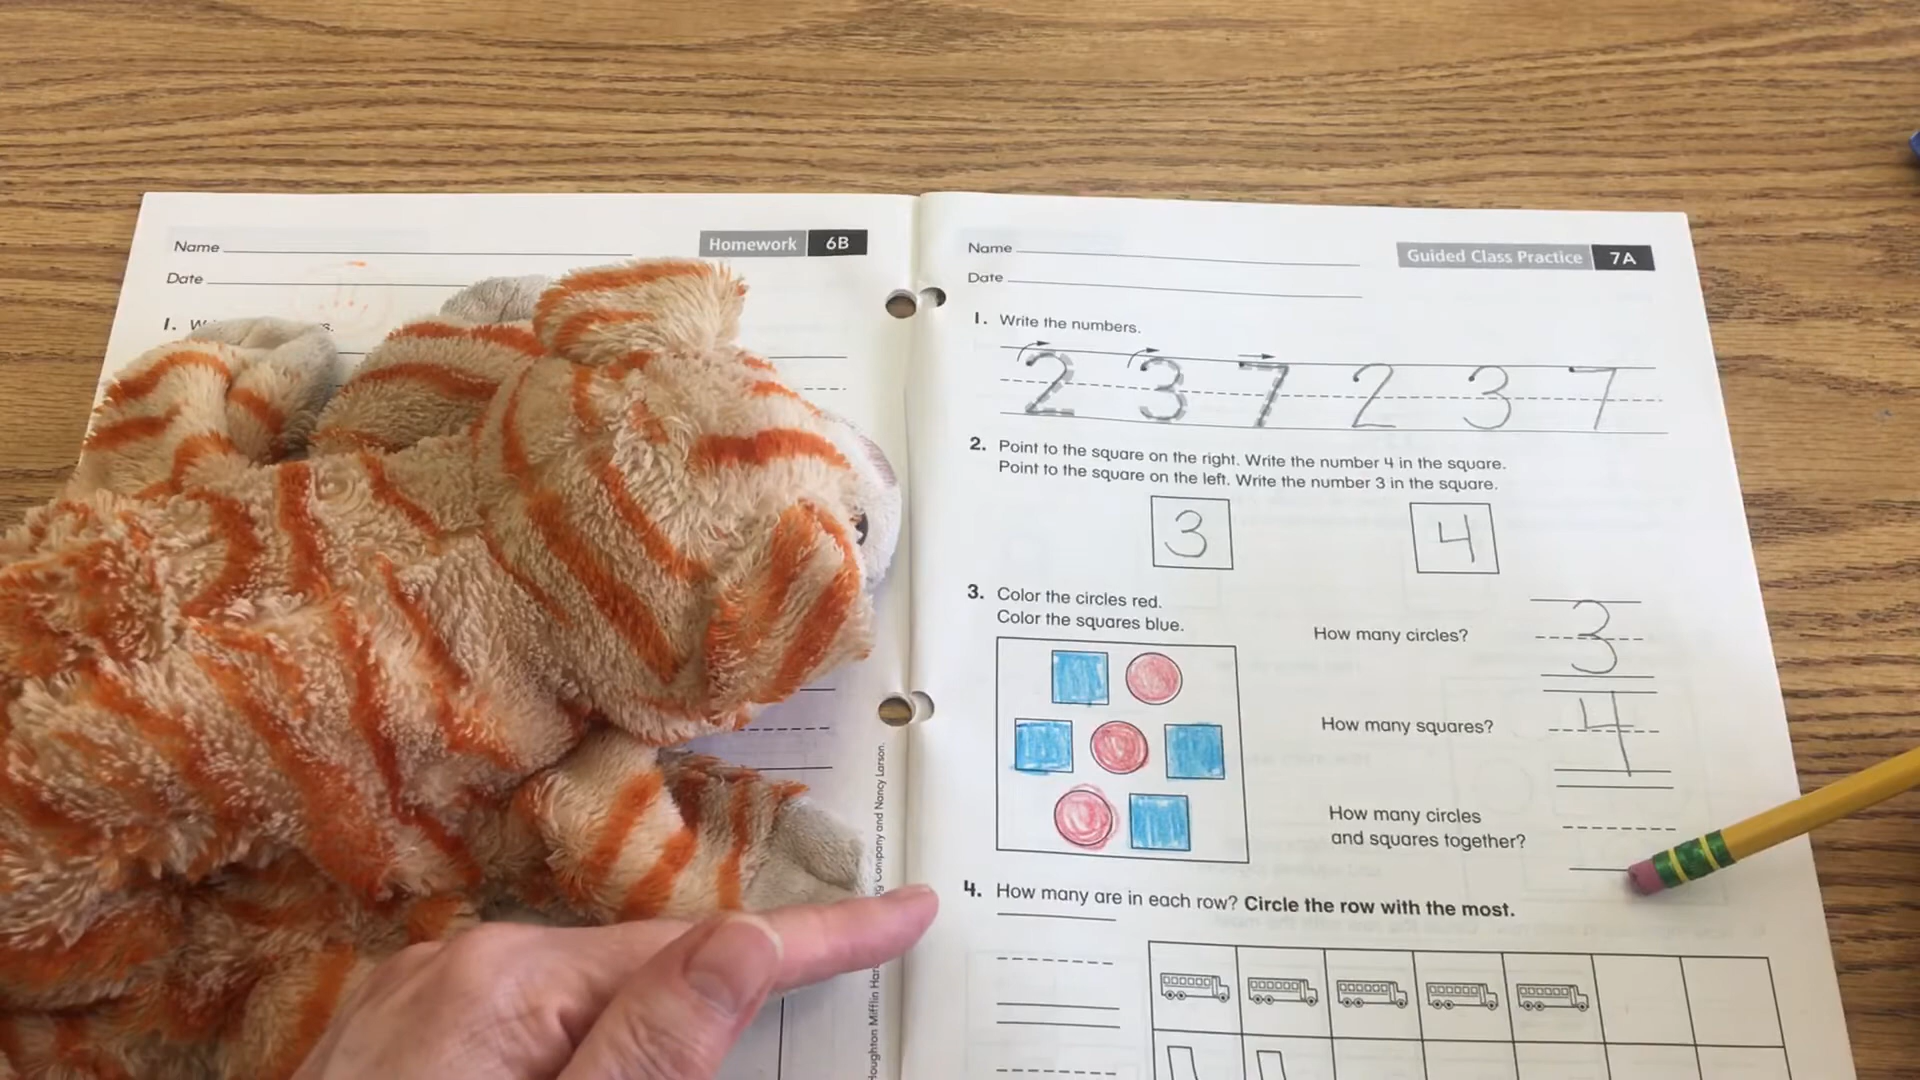 Name
Homework 6B
Date
1.
Name
Guided Class Practice 7A
Date
1. Write the numbers.
2 3 7 2 3 7
2. Point to the square on the right. Write the number 4 in the square.
Point to the square on the left. Write the number 3 in the square.
3 4
3. Color the circles red.
Color the squares blue.
How many circles? 3
How many squares? 4
How many circles
and squares together?
4. How many are in each row? Circle the row with the most.
Company and Nancy Larson.
Houghton Mifflin